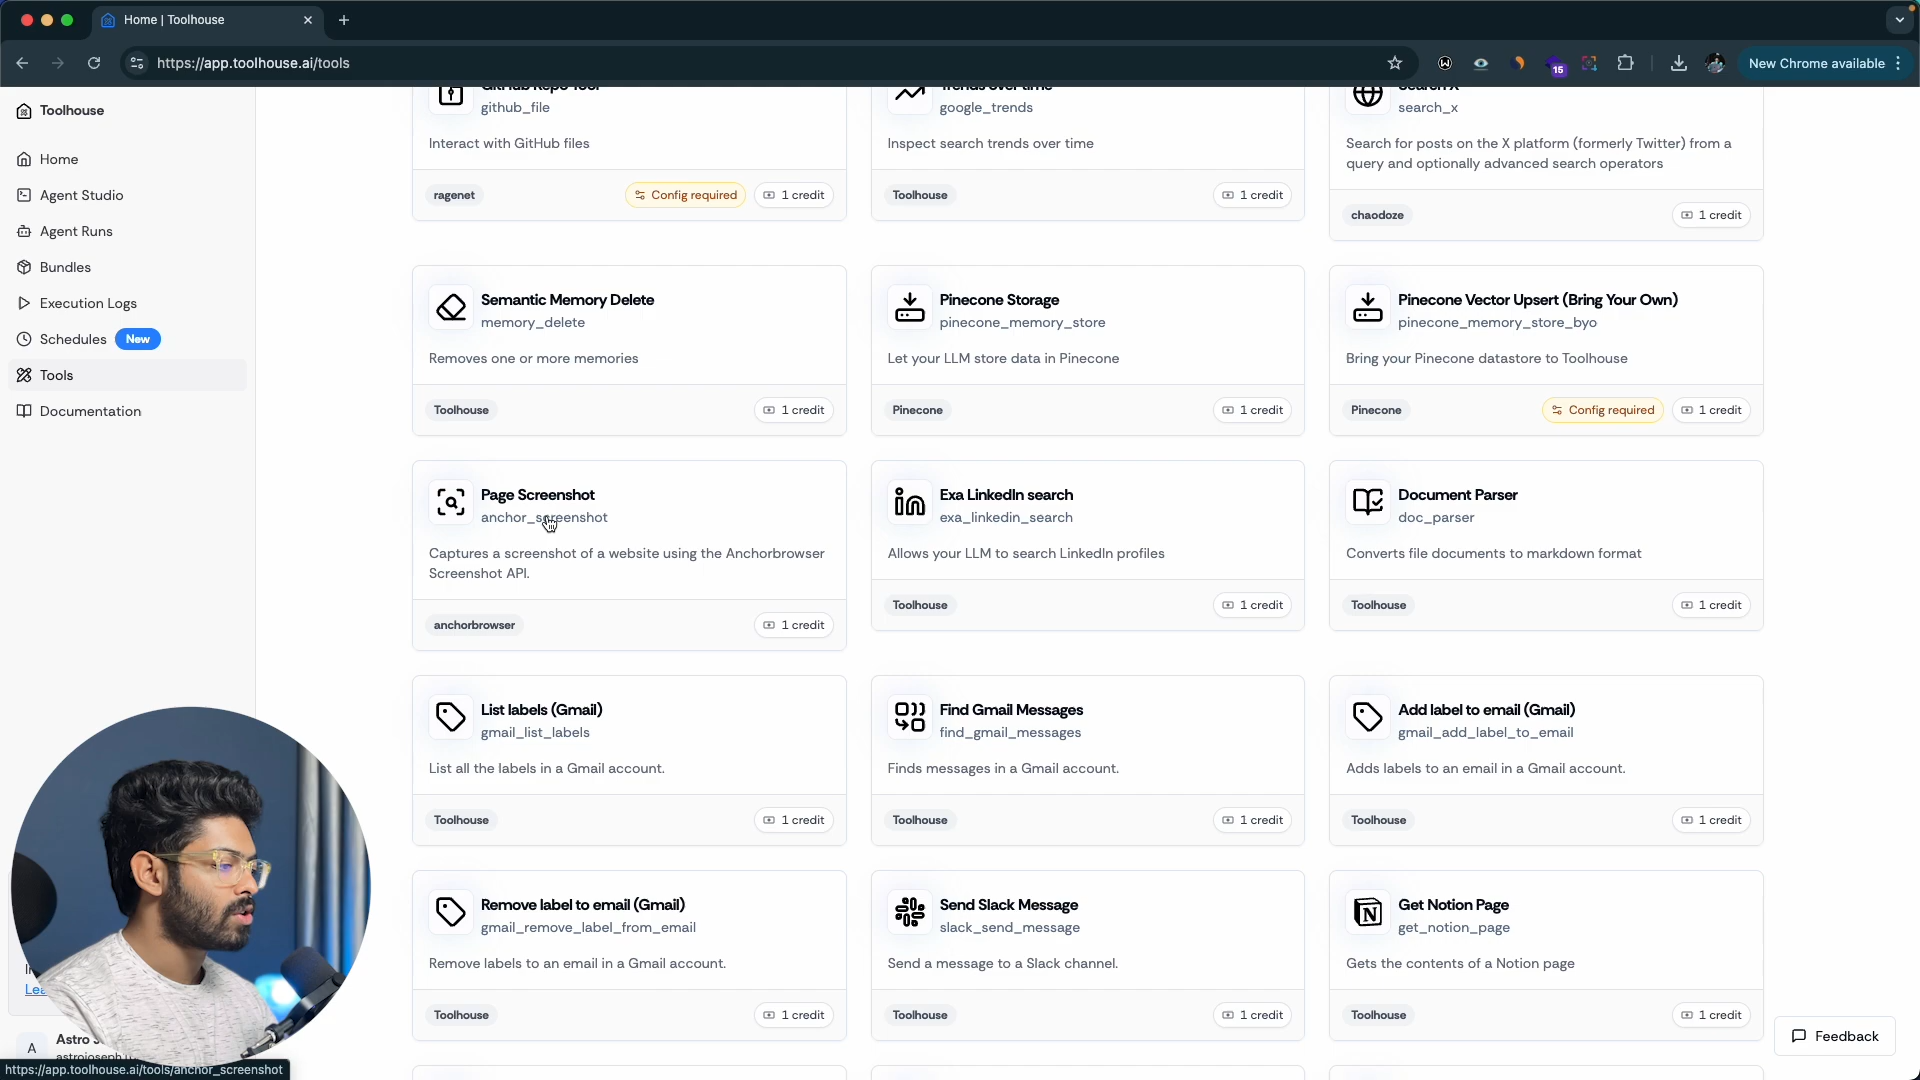 Home | Toolhouse
https://app.toolhouse.ai/tools
15
New Chrome available
Toolhouse
Home
Agent Studio
Agent Runs
Bundles
Execution Logs
Schedules
New
Tools
Documentation
GitHub Repo Tool
github_file
Interact with GitHub files
ragenet
Config required
1 credit
Trends over time
google_trends
Inspect search trends over time
Toolhouse
1 credit
Search X
search_x
Search for posts on the X platform (formerly Twitter) from a
query and optionally advanced search operators
chaodoze
1 credit
Semantic Memory Delete
memory_delete
Removes one or more memories
Toolhouse
1 credit
Pinecone Storage
pinecone_memory_store
Let your LLM store data in Pinecone
Pinecone
1 credit
Pinecone Vector Upsert (Bring Your Own)
pinecone_memory_store_byo
Bring your Pinecone datastore to Toolhouse
Pinecone
Config required
1 credit
Page Screenshot
anchor_screenshot
Captures a screenshot of a website using the Anchorbrowser
Screenshot API.
anchorbrowser
1 credit
Exa LinkedIn search
exa_linkedin_search
Allows your LLM to search LinkedIn profiles
Toolhouse
1 credit
Document Parser
doc_parser
Converts file documents to markdown format
Toolhouse
1 credit
List labels (Gmail)
gmail_list_labels
List all the labels in a Gmail account.
Toolhouse
1 credit
Find Gmail Messages
find_gmail_messages
Finds messages in a Gmail account.
Toolhouse
1 credit
Add label to email (Gmail)
gmail_add_label_to_email
Adds labels to an email in a Gmail account.
Toolhouse
1 credit
Remove label to email (Gmail)
gmail_remove_label_from_email
Remove labels to an email in a Gmail account.
Toolhouse
1 credit
Send Slack Message
slack_send_message
Send a message to a Slack channel.
Toolhouse
1 credit
Get Notion Page
get_notion_page
Gets the contents of a Notion page
Toolhouse
1 credit
A
Astro
Feedback
https://app.toolhouse.ai/tools/anchor_screenshot